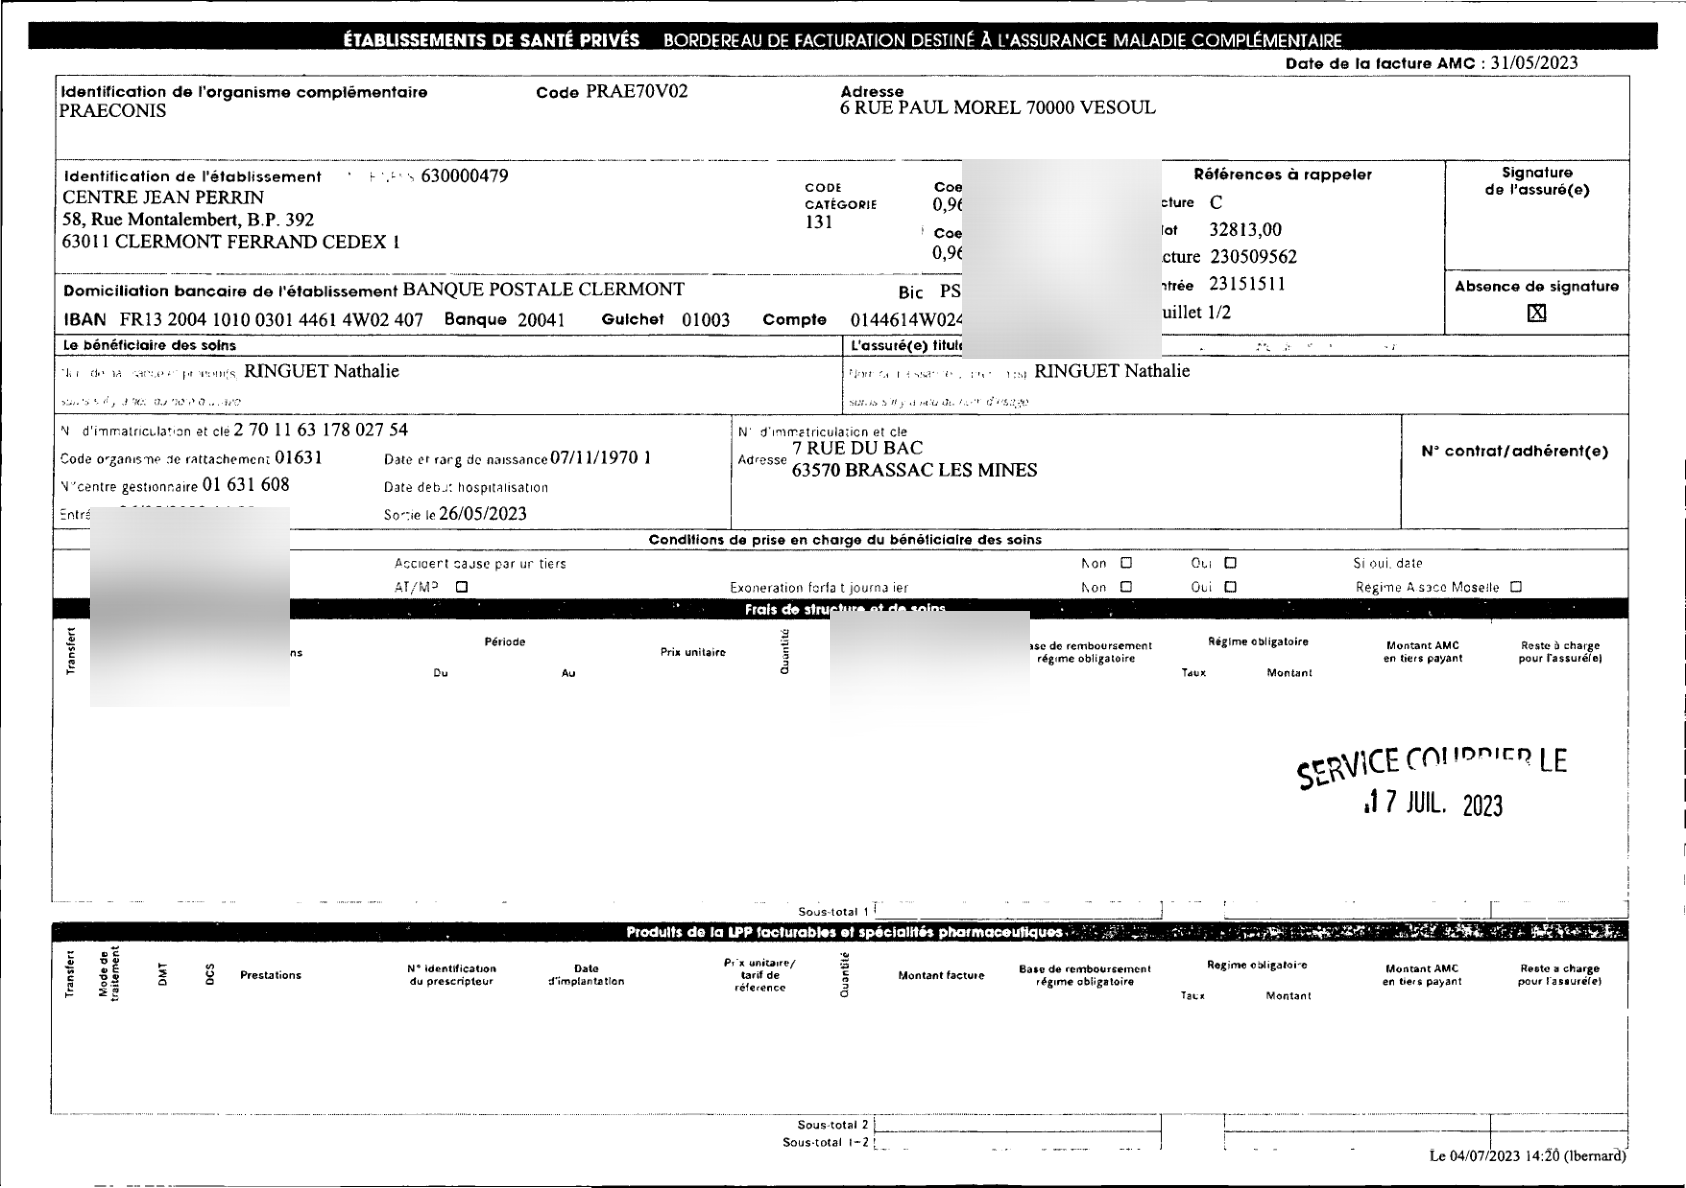 ÉTABLISSEMENTS DE SANTÉ PRIVÉS BORDEREAU DE FACTURATION DESTINÉ À L'ASSURANCE MALADIE COMPLÉMENTAIRE
Date de la facture AMC : 31/05/2023
Identification de l'organisme complémentaire Code PRAE70V02 Adresse
PRAECONIS 6 RUE PAUL MOREL 70000 VESOUL
Identification de l'établissement 630000479
CENTRE JEAN PERRIN
58, Rue Montalembert, B.P. 392
63011 CLERMONT FERRAND CEDEX 1
CODE
CATÉGORIE
131
Coe
0,96
Coe
0,96
Références à rappeler
cture C
lot 32813,00
cture 230509562
ntrée 23151511
uillet 1/2
Signature
de l'assuré(e)
Absence de signature
X
Domiciliation bancaire de l'établissement BANQUE POSTALE CLERMONT Bic PS
IBAN FR13 2004 1010 0301 4461 4W02 407 Banque 20041 Guichet 01003 Compte 0144614W024
Le bénéficiaire des soins L'assuré(e) titul
RINGUET Nathalie RINGUET Nathalie
N° d'immatriculation et clé 2 70 11 63 178 027 54
Code organisme de rattachement 01631 Date et rang de naissance 07/11/1970 1
N°centre gestionnaire 01 631 608 Date debut hospitalisation
Entré Sortie le 26/05/2023
N° d'immatriculation et cle
Adresse 7 RUE DU BAC
63570 BRASSAC LES MINES
N° contrat/adhérent(e)
Conditions de prise en charge du bénéficiaire des soins
Accident cause par un tiers Non Oui Si oui, date
AT/MP Exoneration forfait journalier Non Oui Regime Alsace Moselle
Frais de structure et de soins
Transfert
ns
Période
Du Au
Prix unitaire
Quantité
ase de remboursement
régime obligatoire
Régime obligatoire
Taux Montant
Montant AMC
en tiers payant
Reste à charge
pour l'assuré(e)
SERVICE COURRIER LE
17 JUIL. 2023
Sous-total 1
Produits de la LPP facturables et spécialités pharmaceutiques
Transfert
Mode de
traitement
DMT
DCS
Prestations
N° identification
du prescripteur
Date
d'implantation
Prix unitaire/
tarif de
réference
Quantité
Montant facture
Base de remboursement
régime obligatoire
Regime obligatoire
Taux Montant
Montant AMC
en tiers payant
Reste a charge
pour l'assuré(e)
Sous-total 2
Sous-total 1-2
Le 04/07/2023 14:20 (lbernard)